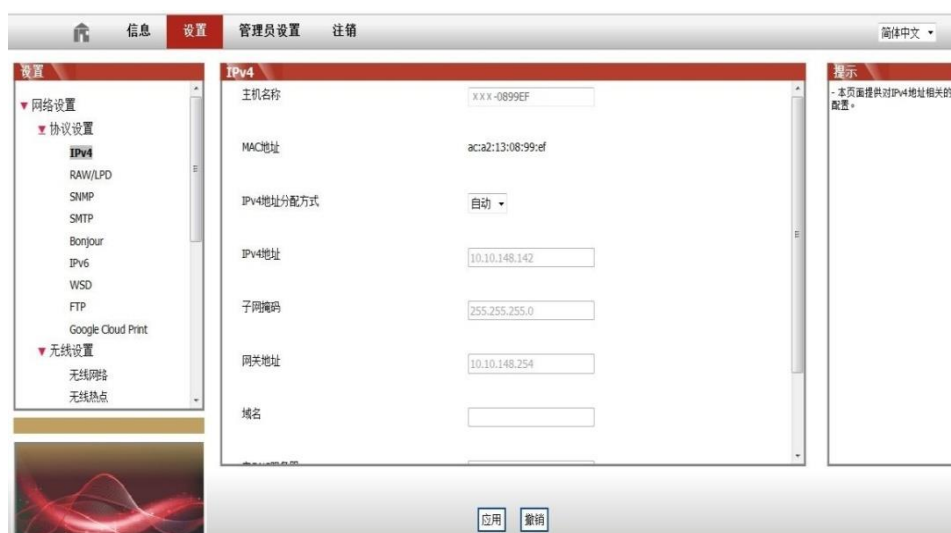 信息 设置 管理员设置 注销 简体中文
设置
网络设置
协议设置
IPv4
RAW/LPD
SNMP
SMTP
Bonjour
IPv6
WSD
FTP
Google Cloud Print
无线设置
无线网络
无线热点
IPv4
主机名称 XXX-0899EF
MAC地址 ac:a2:13:08:99:ef
IPv4地址分配方式 自动
IPv4地址 10.10.148.142
子网掩码 255.255.255.0
网关地址 10.10.148.254
域名
应用 撤销
提示
- 本页面提供对IPv4地址相关的
配置。